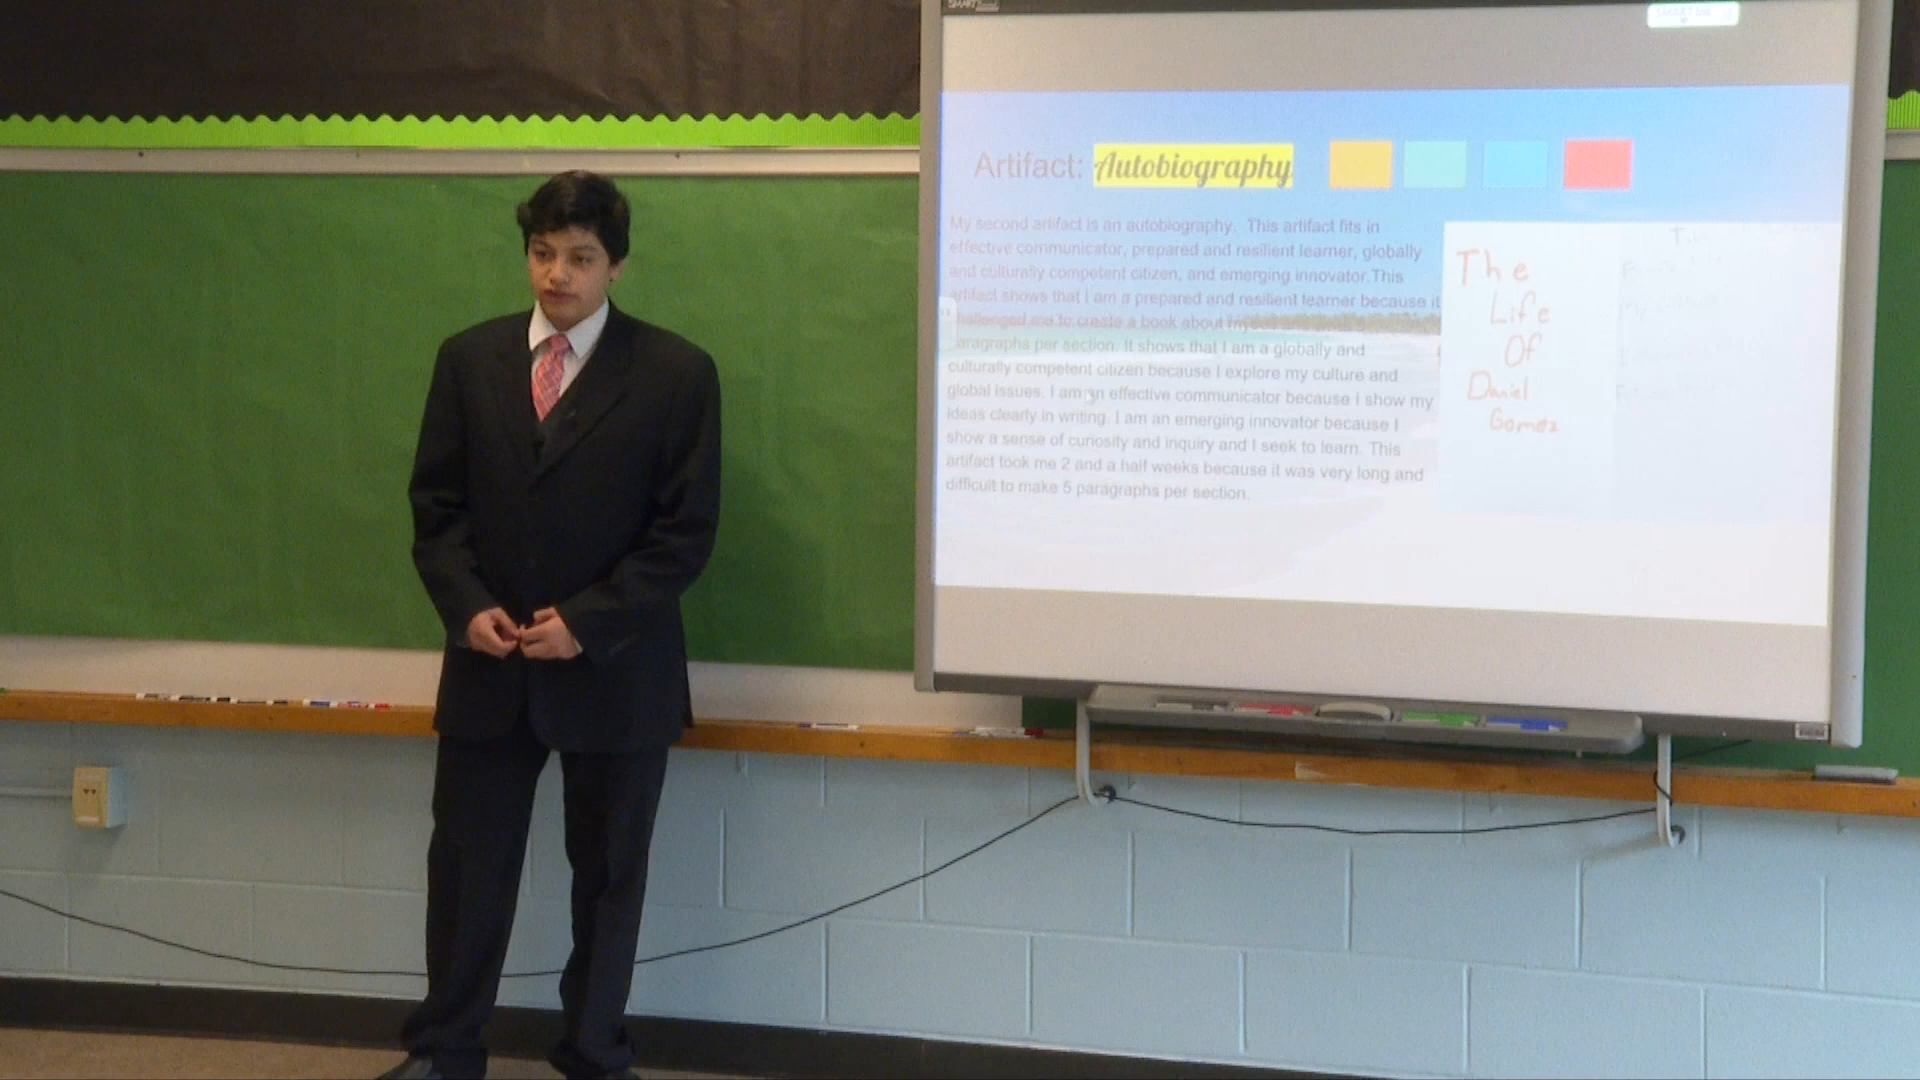 SMART
Artifact: Autobiography
My second artifact is an autobiography. This artifact fits in
effective communicator, prepared and resilient learner, globally
and culturally competent citizen, and emerging innovator.This
artifact shows that I am a prepared and resilient learner because it
challenged me to create a book about
paragraphs per section. It shows that I am a globally and
culturally competent citizen because I explore my culture and
global issues. I am an effective communicator because I show my
ideas clearly in writing. I am an emerging innovator because I
show a sense of curiosity and inquiry and I seek to learn. This
artifact took me 2 and a half weeks because it was very long and
difficult to make 5 paragraphs per section.
The
Life
Of
Daniel
Gomez